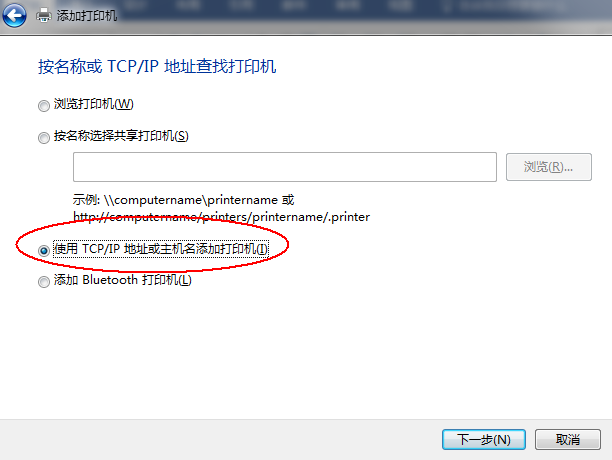 添加打印机
按名称或 TCP/IP 地址查找打印机
浏览打印机(W)
按名称选择共享打印机(S)
浏览(R)...
示例: \\computername\printername 或
http://computername/printers/printername/.printer
使用 TCP/IP 地址或主机名添加打印机(I)
添加 Bluetooth 打印机(L)
下一步(N)
取消